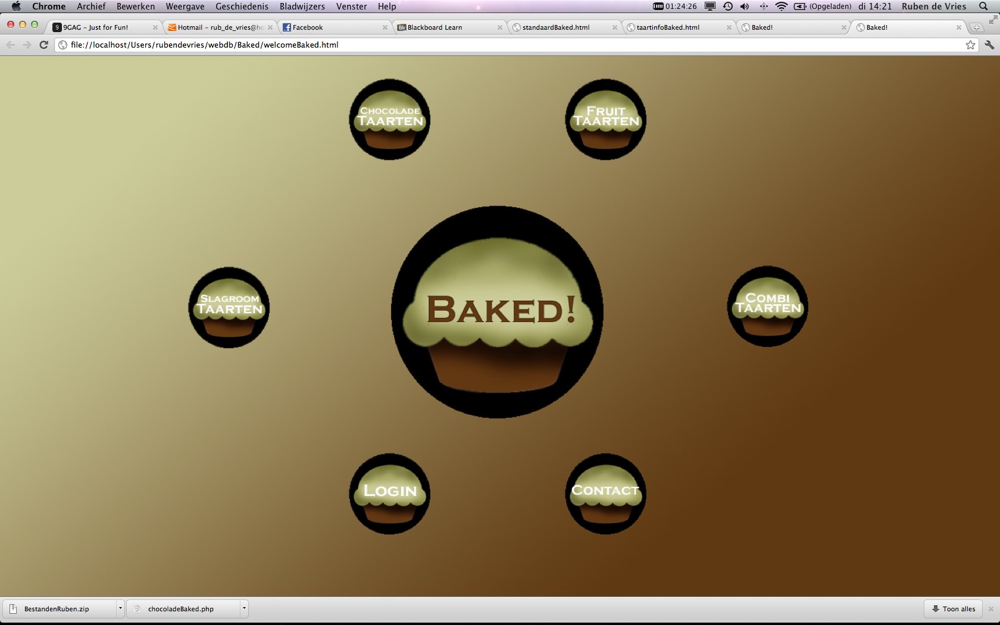 Chrome Archief Bewerken Weergave Geschiedenis Bladwijzers Venster Help 01:24:26 (Opgeladen) di 14:21 Ruben de Vries
9GAG - Just for Fun! Hotmail - rub_de_vries@ho Facebook Blackboard Learn standaardBaked.html taartinfoBaked.html Baked! Baked!
file://localhost/Users/rubendevries/webdb/Baked/welcomeBaked.html
Chocolade
Taarten
Fruit
Taarten
Slagroom
Taarten
Baked!
Combi
Taarten
Login
Contact
BestandenRuben.zip chocoladeBaked.php Toon alles